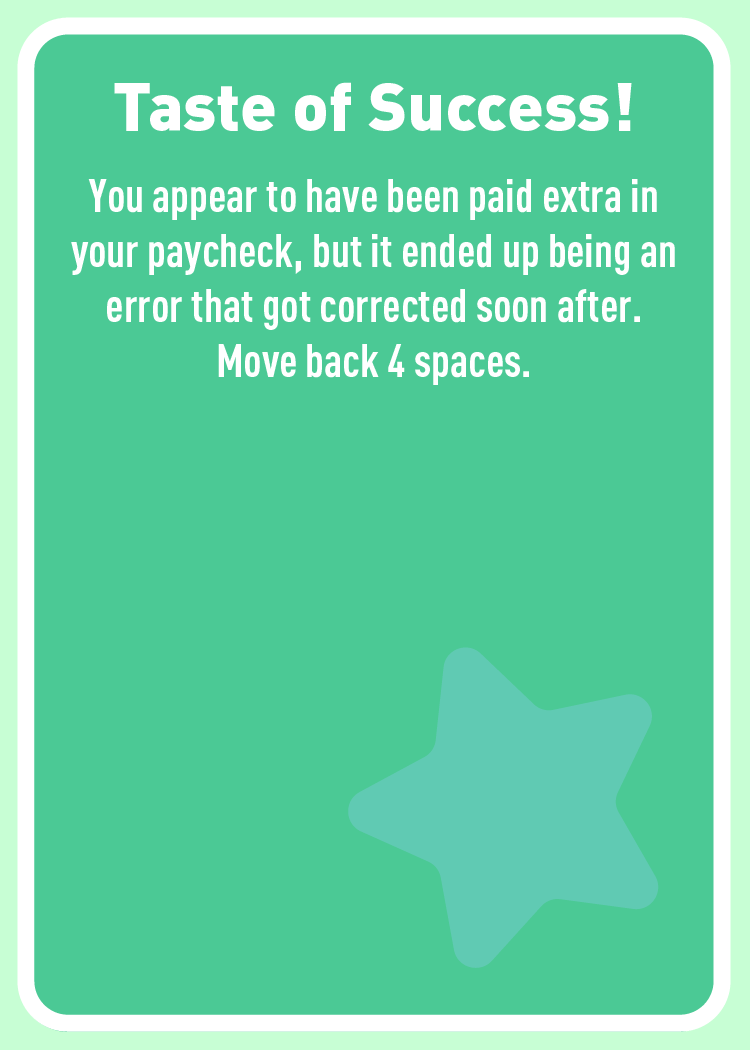 Taste of Success!
You appear to have been paid extra in
your paycheck, but it ended up being an
error that got corrected soon after.
Move back 4 spaces.